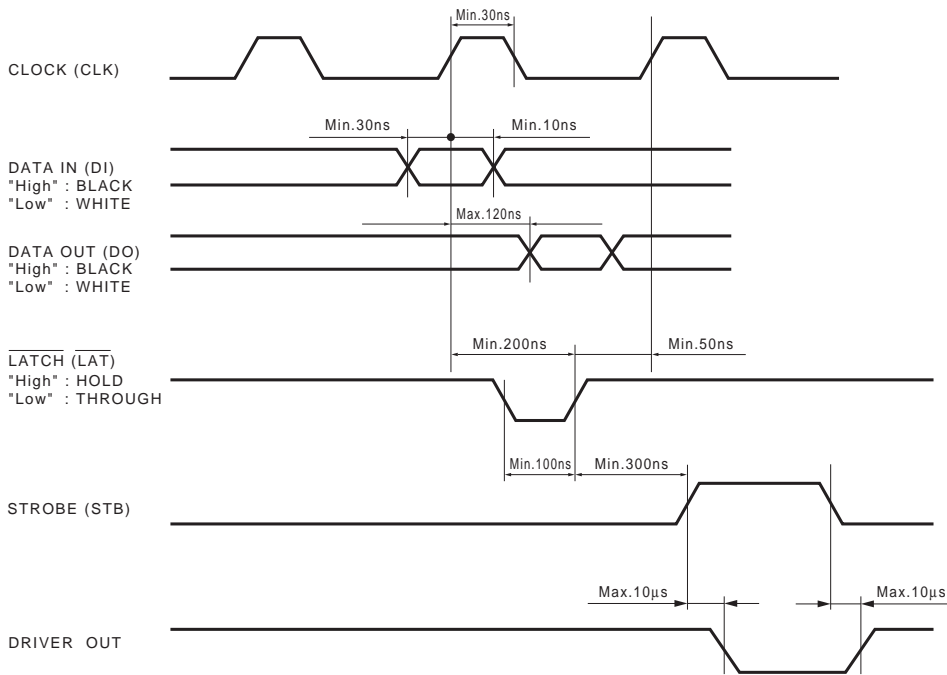 Min.30ns
CLOCK (CLK)
Min.30ns
Min.10ns
DATA IN (DI)
"High" : BLACK
"Low" : WHITE
Max.120ns
DATA OUT (DO)
"High" : BLACK
"Low" : WHITE
Min.200ns
Min.50ns
LATCH (LAT)
"High" : HOLD
"Low" : THROUGH
Min.100ns
Min.300ns
STROBE (STB)
Max.10μs
Max.10μs
DRIVER OUT